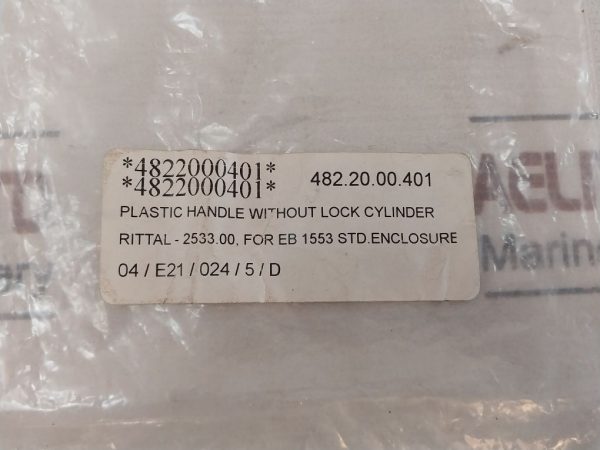 *4822000401*
*4822000401*
482.20.00.401
PLASTIC HANDLE WITHOUT LOCK CYLINDER
RITTAL - 2533.00, FOR EB 1553 STD.ENCLOSURE
04 / E21 / 024 / 5 / D
Marine